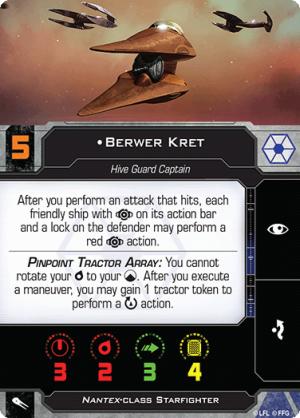 5
•Berwer Kret
Hive Guard Captain
After you perform an attack that hits, each
friendly ship with on its action bar
and a lock on the defender may perform a
red action.
Pinpoint Tractor Array: You cannot
rotate your to your . After you execute
a maneuver, you may gain 1 tractor token to
perform a action.
3 2 3 4
Nantex-class Starfighter
©LFL ©FFG